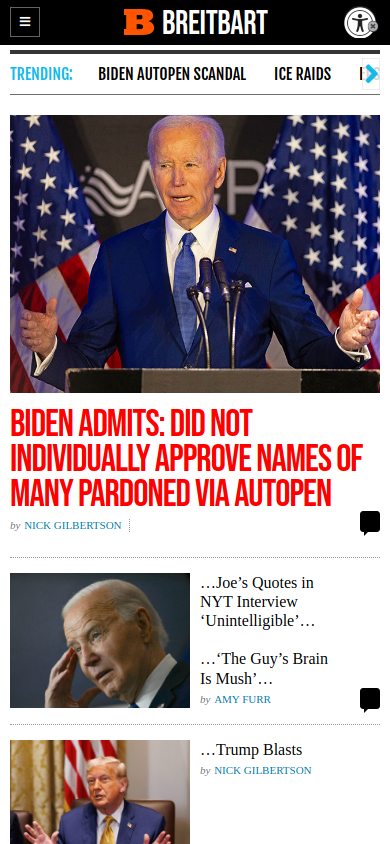 BREITBART
TRENDING:
BIDEN AUTOPEN SCANDAL
ICE RAIDS
BIDEN ADMITS: DID NOT
INDIVIDUALLY APPROVE NAMES OF
MANY PARDONED VIA AUTOPEN
by NICK GILBERTSON
…Joe’s Quotes in
NYT Interview
‘Unintelligible’…
…‘The Guy’s Brain
Is Mush’…
by AMY FURR
…Trump Blasts
by NICK GILBERTSON